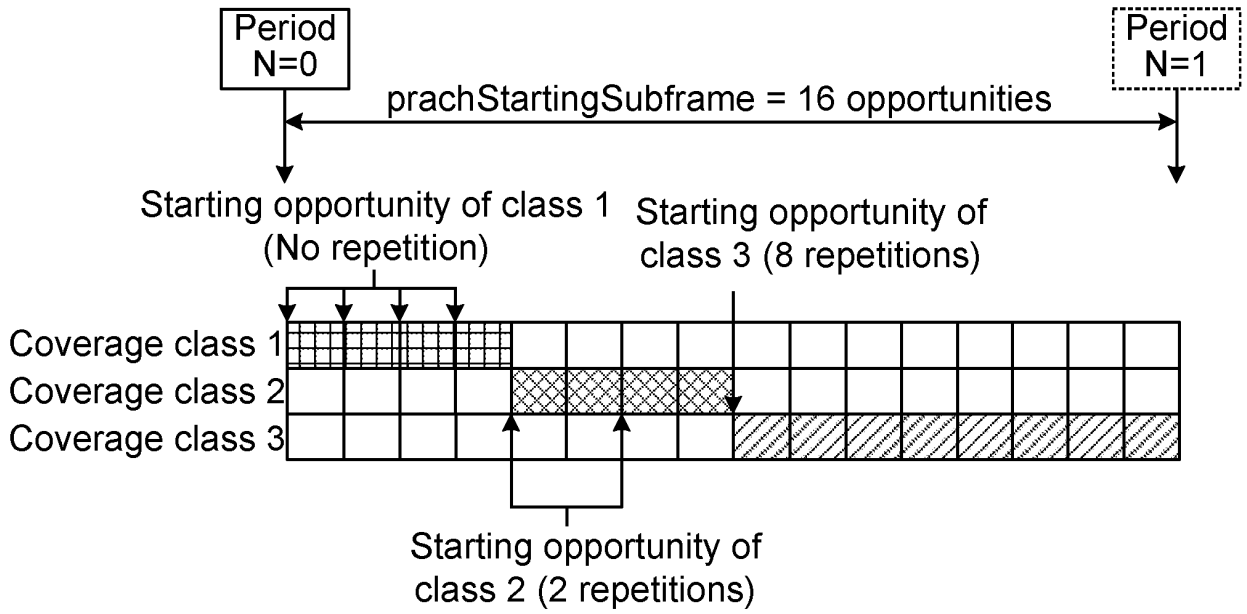 Period
N=0
Period
N=1
prachStartingSubframe = 16 opportunities
Starting opportunity of class 1
(No repetition)
Starting opportunity of
class 3 (8 repetitions)
Coverage class 1
Coverage class 2
Coverage class 3
Starting opportunity of
class 2 (2 repetitions)